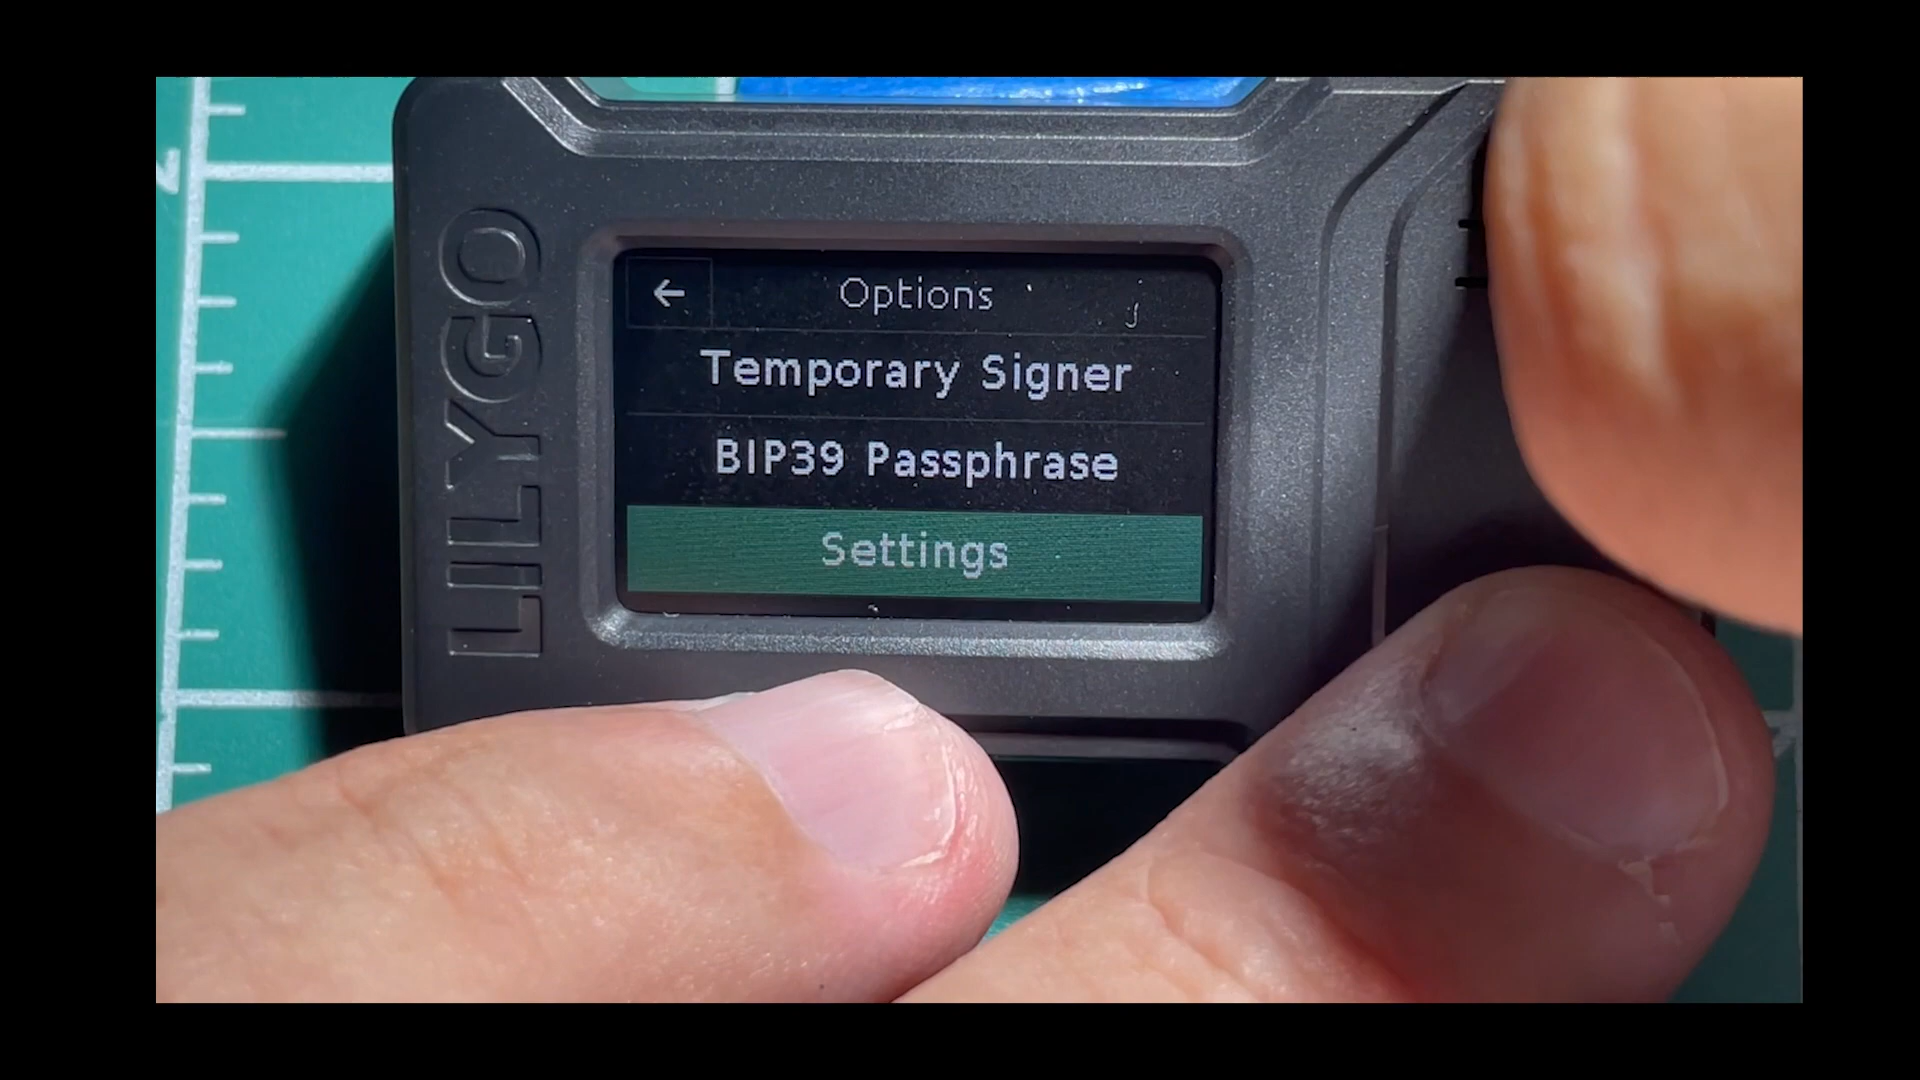 LILYGO
← Options
Temporary Signer
BIP39 Passphrase
Settings